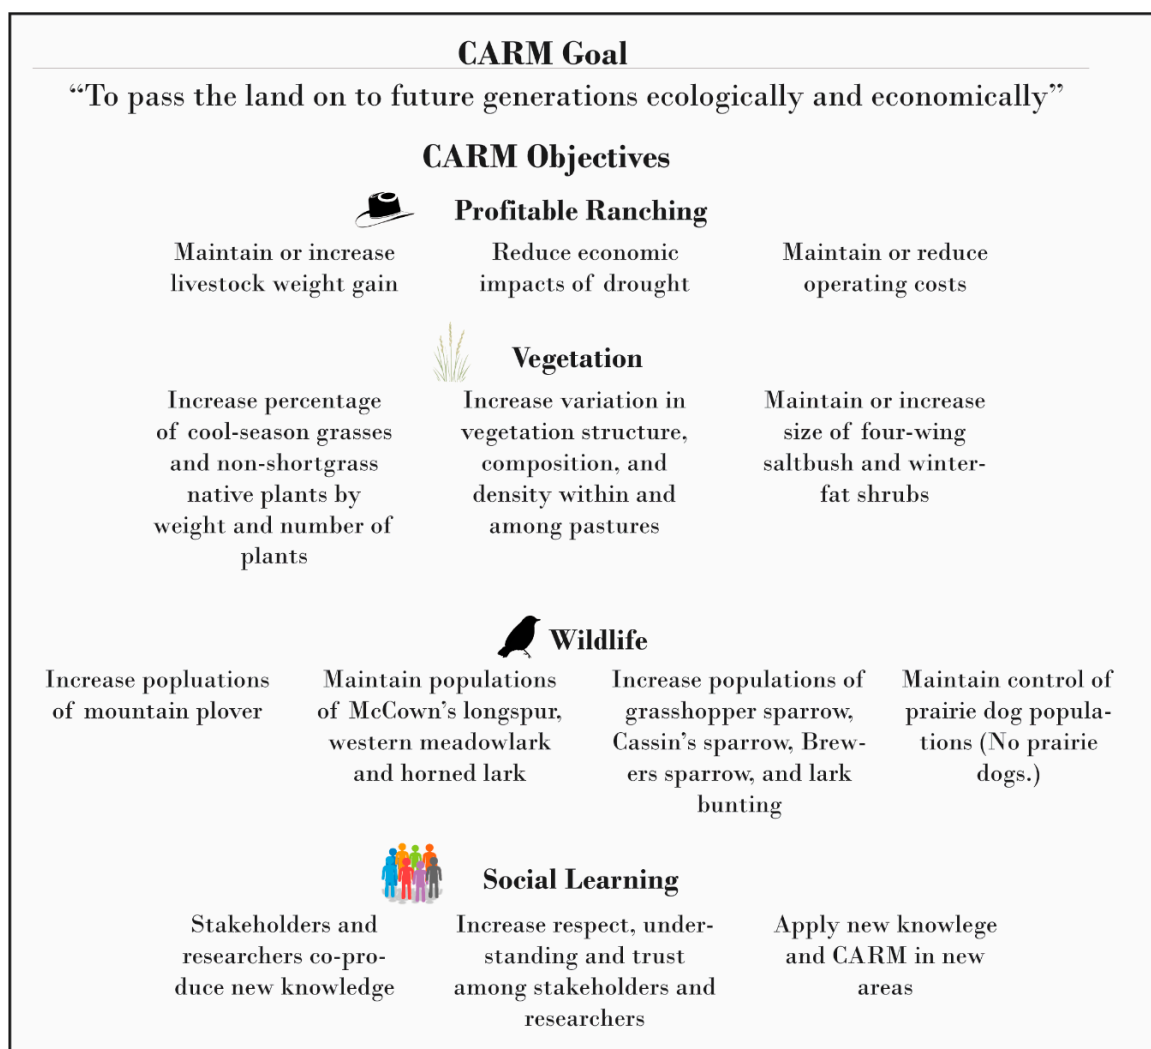 CARM Goal
“To pass the land on to future generations ecologically and economically”
CARM Objectives
Profitable Ranching
Maintain or increase
livestock weight gain
Reduce economic
impacts of drought
Maintain or reduce
operating costs
Vegetation
Increase percentage
of cool-season grasses
and non-shortgrass
native plants by
weight and number of
plants
Increase variation in
vegetation structure,
composition, and
density within and
among pastures
Maintain or increase
size of four-wing
saltbush and winter-
fat shrubs
Wildlife
Increase popluations
of mountain plover
Maintain populations
of McCown’s longspur,
western meadowlark
and horned lark
Increase populations of
grasshopper sparrow,
Cassin’s sparrow, Brew-
ers sparrow, and lark
bunting
Maintain control of
prairie dog popula-
tions (No prairie
dogs.)
Social Learning
Stakeholders and
researchers co-pro-
duce new knowledge
Increase respect, under-
standing and trust
among stakeholders and
researchers
Apply new knowlege
and CARM in new
areas